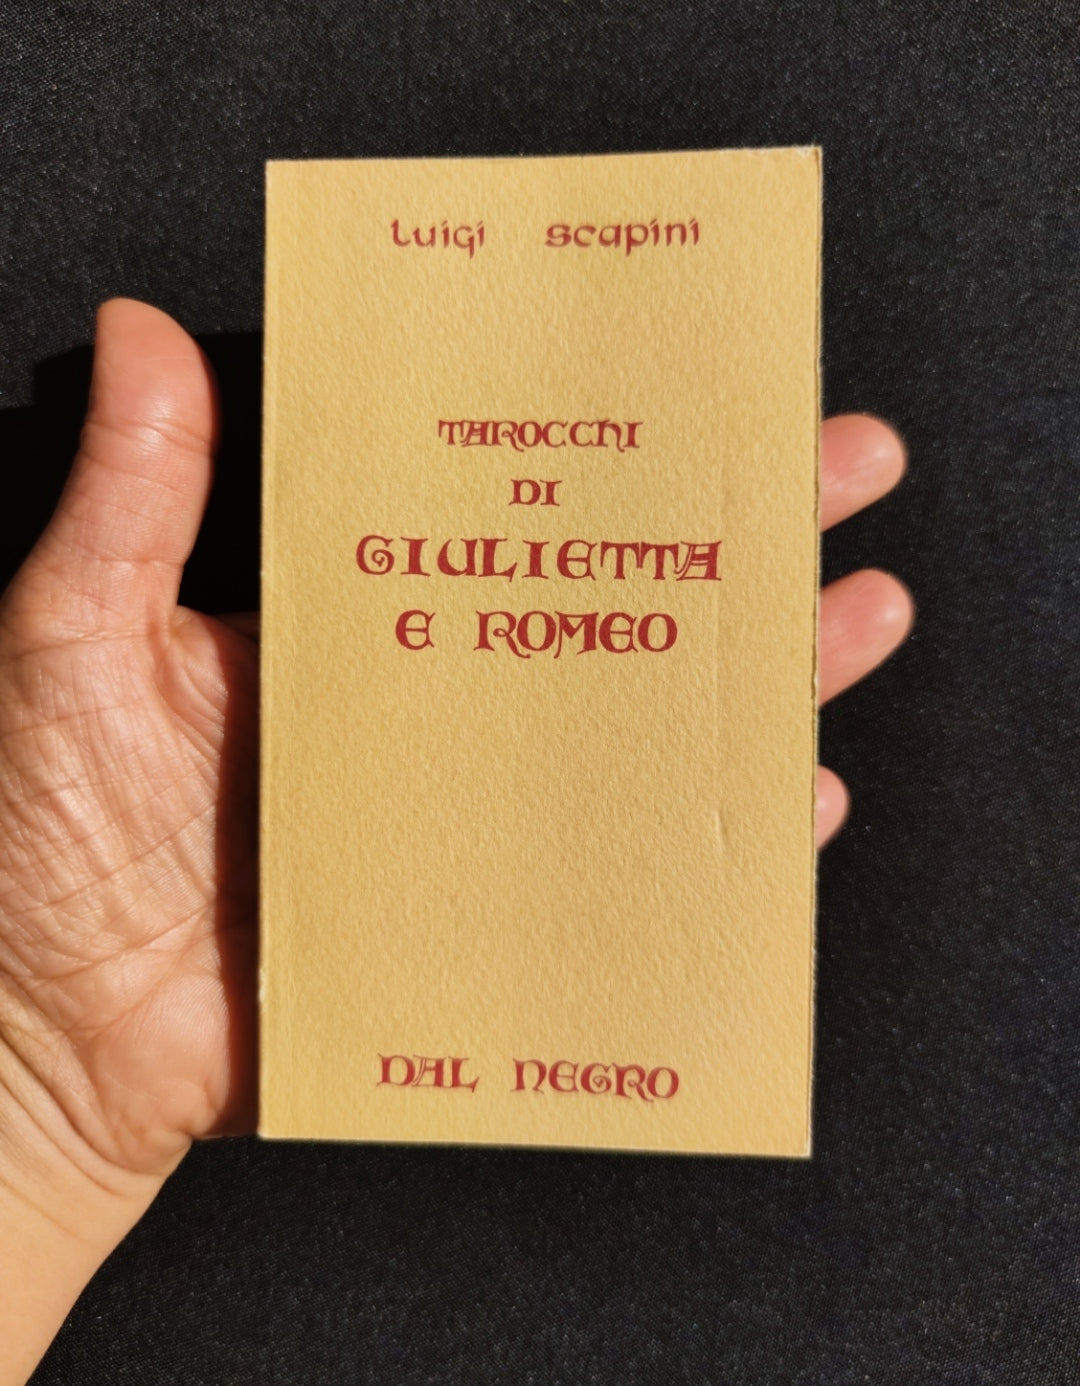 Luigi Scapini
TAROCCHI
DI
GIULIETTA
E ROMEO
DAL NEGRO